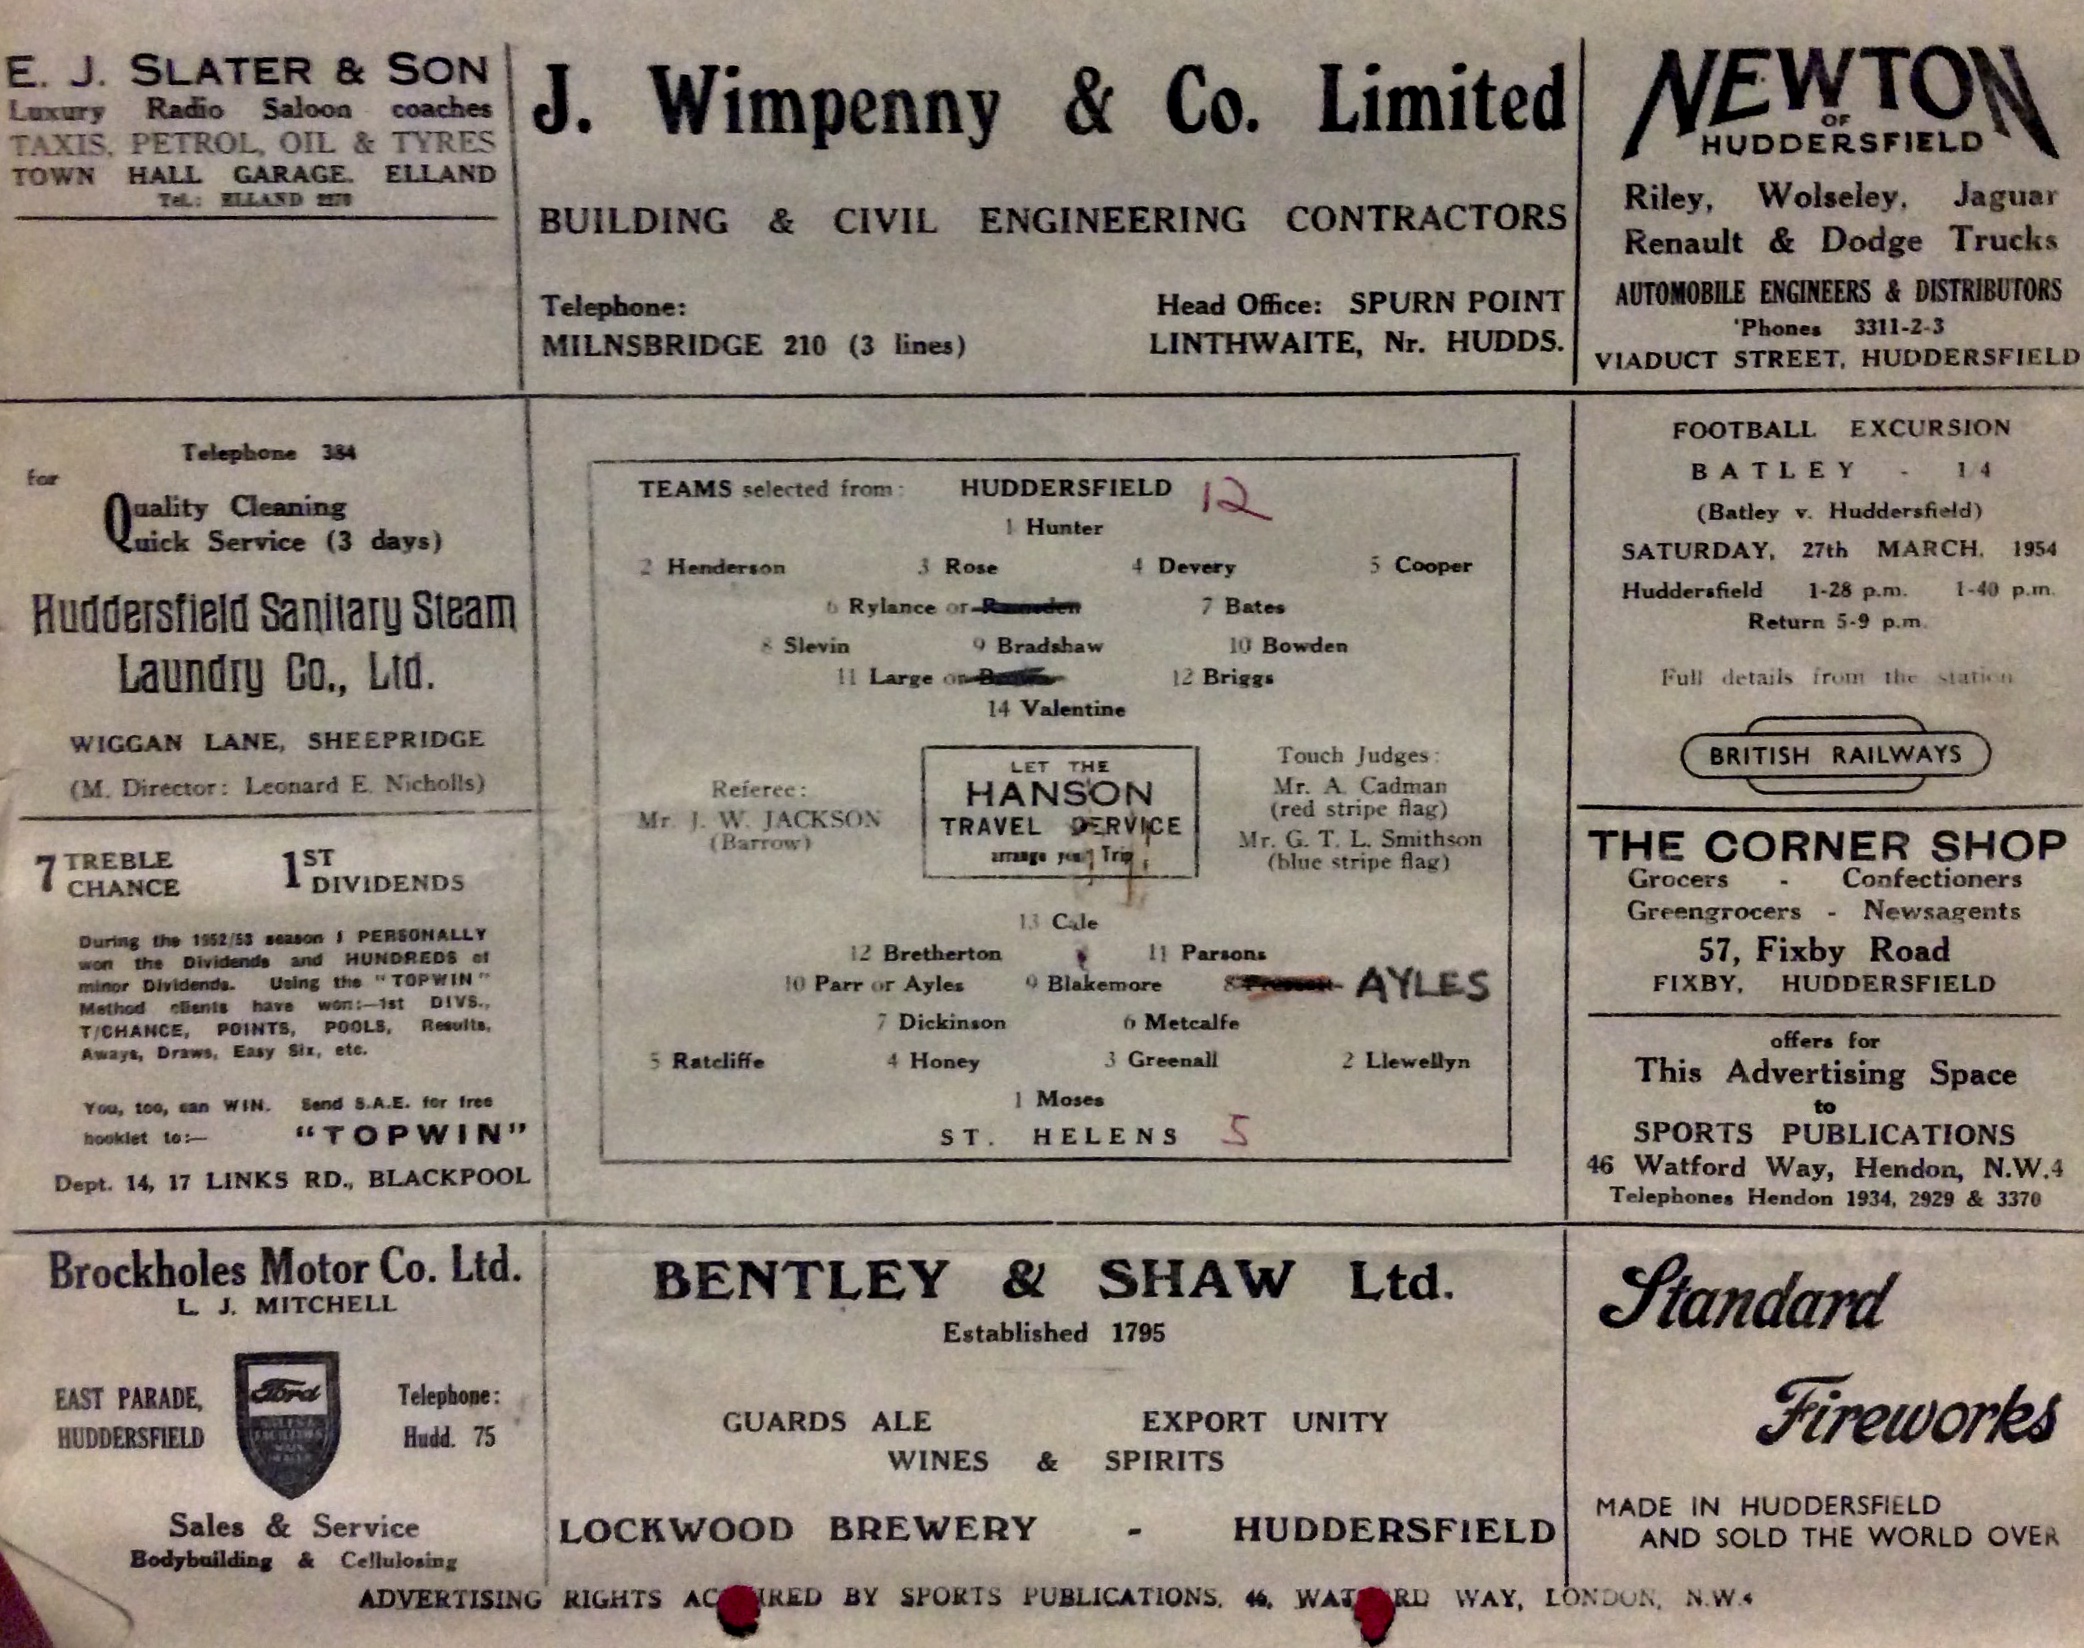 E. J. SLATER & SON
Luxury Radio Saloon coaches
TAXIS, PETROL, OIL & TYRES
TOWN HALL GARAGE. ELLAND
TEL.: ELLAND
J. Wimpenny & Co. Limited
BUILDING & CIVIL ENGINEERING CONTRACTORS
Telephone:
MILNSBRIDGE 210 (3 lines)
Head Office: SPURN POINT
LINTHWAITE, Nr. HUDDS.
NEWTON
OF
HUDDERSFIELD
Riley, Wolseley, Jaguar
Renault & Dodge Trucks
AUTOMOBILE ENGINEERS & DISTRIBUTORS
'Phones 3311-2-3
VIADUCT STREET, HUDDERSFIELD
Telephone 384
for
Quality Cleaning
Quick Service (3 days)
Huddersfield Sanitary Steam
Laundry Co., Ltd.
WIGGAN LANE, SHEEPRIDGE
(M. Director: Leonard E. Nicholls)
7 TREBLE CHANCE 1ST DIVIDENDS
During the 1952/53 season I PERSONALLY
won the Dividends and HUNDREDS of
minor Dividends. Using the "TOPWIN"
Method clients have won:—1st DIVS.,
T/CHANCE, POINTS, POOLS, Results,
Aways, Draws, Easy Six, etc.
You, too, can WIN. Send S.A.E. for free
booklet to:— "TOPWIN"
Dept. 14, 17 LINKS RD., BLACKPOOL
TEAMS selected from: HUDDERSFIELD 12
1 Hunter
2 Henderson 3 Rose 4 Devery 5 Cooper
6 Rylance or Ramsden 7 Bates
8 Slevin 9 Bradshaw 10 Bowden
11 Large or 12 Briggs
14 Valentine
Referee:
Mr. J. W. JACKSON
(Barrow)
LET THE
HANSON
TRAVEL SERVICE
arrange your Trip
Touch Judges:
Mr. A. Cadman
(red stripe flag)
Mr. G. T. L. Smithson
(blue stripe flag)
13 Cale
12 Bretherton 11 Parsons
10 Parr or Ayles 9 Blakemore 8 Prescott AYLES
7 Dickinson 6 Metcalfe
5 Ratcliffe 4 Honey 3 Greenall 2 Llewellyn
1 Moses
ST. HELENS 5
FOOTBALL EXCURSION
BATLEY - 1/4
(Batley v. Huddersfield)
SATURDAY, 27th MARCH, 1954
Huddersfield 1-28 p.m. 1-40 p.m.
Return 5-9 p.m.
Full details from the station
BRITISH RAILWAYS
THE CORNER SHOP
Grocers - Confectioners
Greengrocers - Newsagents
57, Fixby Road
FIXBY, HUDDERSFIELD
offers for
This Advertising Space
to
SPORTS PUBLICATIONS
46 Watford Way, Hendon, N.W.4
Telephones Hendon 1934, 2929 & 3370
Brockholes Motor Co. Ltd.
L. J. MITCHELL
EAST PARADE,
HUDDERSFIELD
Ford
Telephone:
Hudd. 75
Sales & Service
Bodybuilding & Cellulosing
BENTLEY & SHAW Ltd.
Established 1795
GUARDS ALE EXPORT UNITY
WINES & SPIRITS
LOCKWOOD BREWERY - HUDDERSFIELD
Standard
Fireworks
MADE IN HUDDERSFIELD
AND SOLD THE WORLD OVER
ADVERTISING RIGHTS ACQUIRED BY SPORTS PUBLICATIONS, 46, WATFORD WAY, LONDON, N.W.4